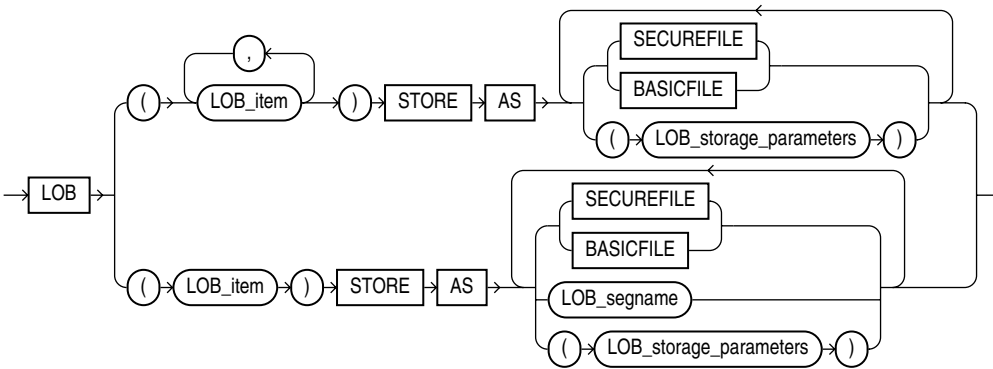 SECUREFILE
,
BASICFILE
( LOB_item ) STORE AS
( LOB_storage_parameters )
LOB
SECUREFILE
BASICFILE
( LOB_item ) STORE AS
LOB_segname
( LOB_storage_parameters )